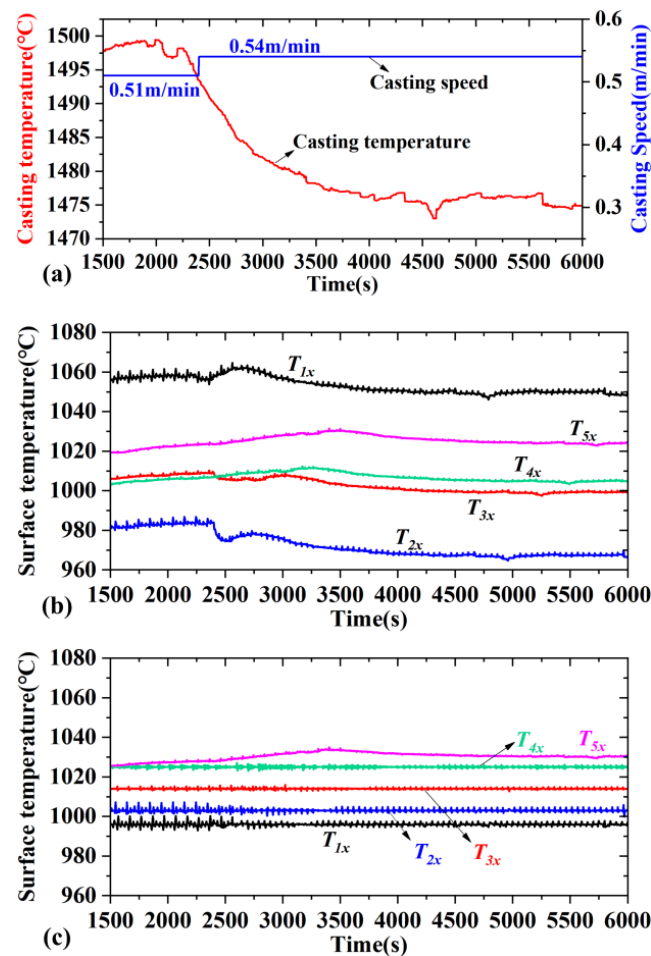 1500
1495
1490
1485
1480
1475
1470
Casting temperature(℃)
0.6
0.5
0.4
0.3
Casting Speed(m/min)
0.54m/min
0.51m/min
Casting speed
Casting temperature
1500 2000 2500 3000 3500 4000 4500 5000 5500 6000
Time(s)
(a)
1080
1060
1040
1020
1000
980
960
Surface temperature(℃)
T1x
T5x
T4x
T3x
T2x
1500 2000 2500 3000 3500 4000 4500 5000 5500 6000
Time(s)
(b)
1080
1060
1040
1020
1000
980
960
Surface temperature(℃)
T4x T5x
T1x T2x T3x
1500 2000 2500 3000 3500 4000 4500 5000 5500 6000
Time(s)
(c)